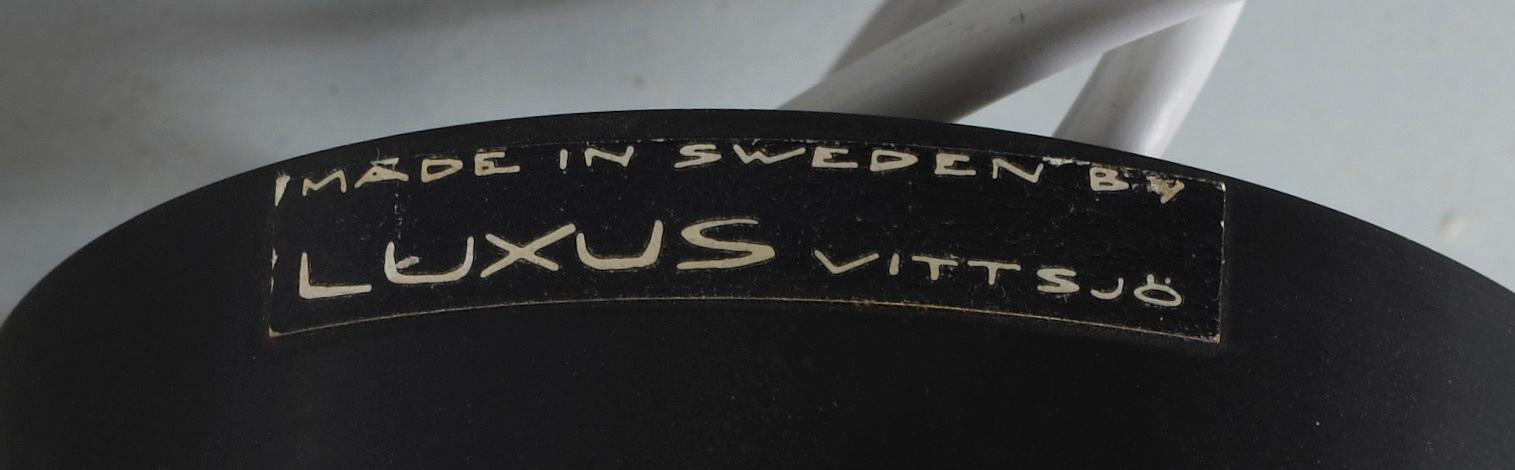 MADE IN SWEDEN BY
LUXUS VITTSJÖ